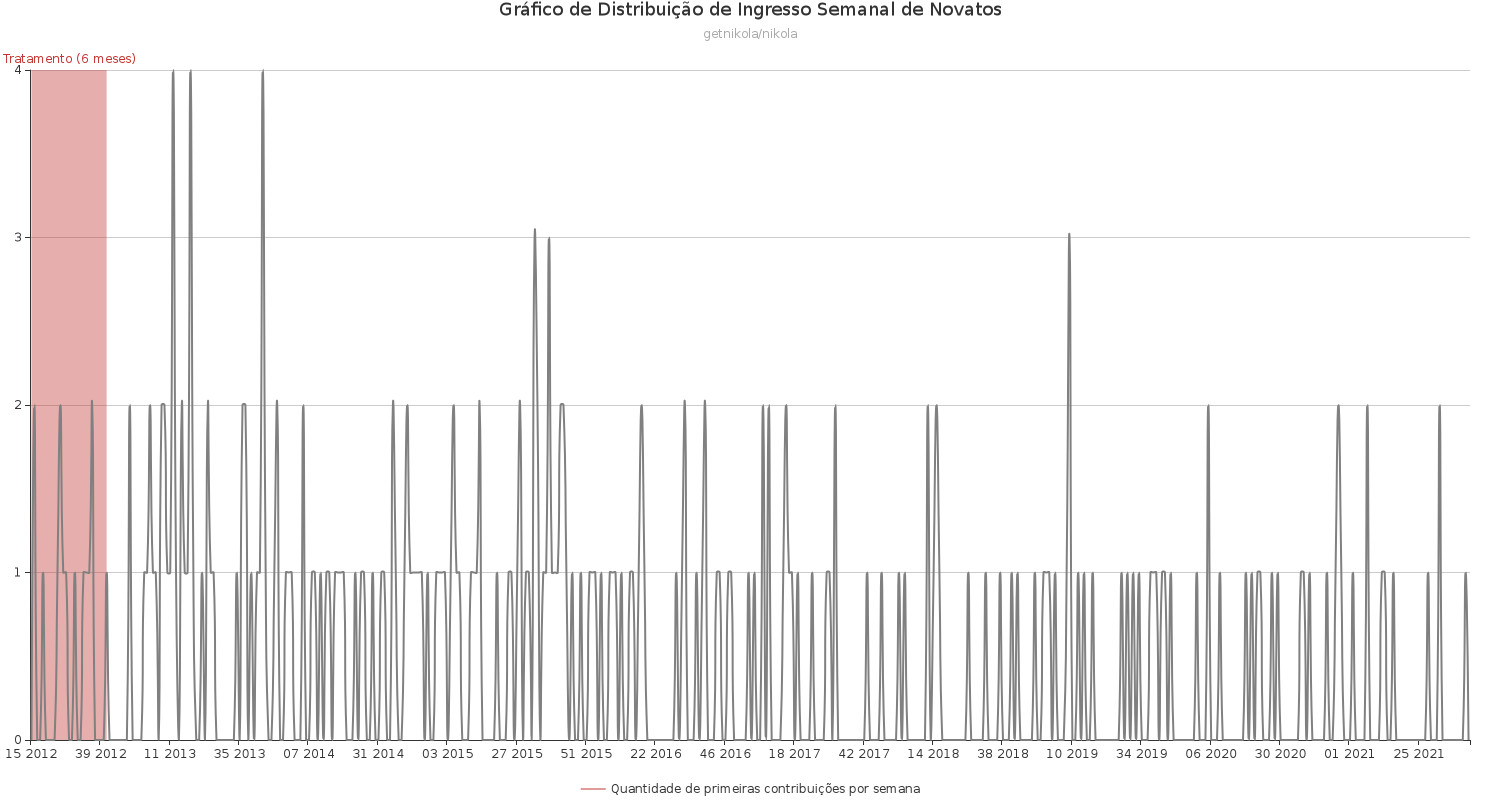 Gráfico de Distribuição de Ingresso Semanal de Novatos
getnikola/nikola
Tratamento (6 meses)
4
3
2
1
0
15 2012 39 2012 11 2013 35 2013 07 2014 31 2014 03 2015 27 2015 51 2015 22 2016 46 2016 18 2017 42 2017 14 2018 38 2018 10 2019 34 2019 06 2020 30 2020 01 2021 25 2021
Quantidade de primeiras contribuições por semana